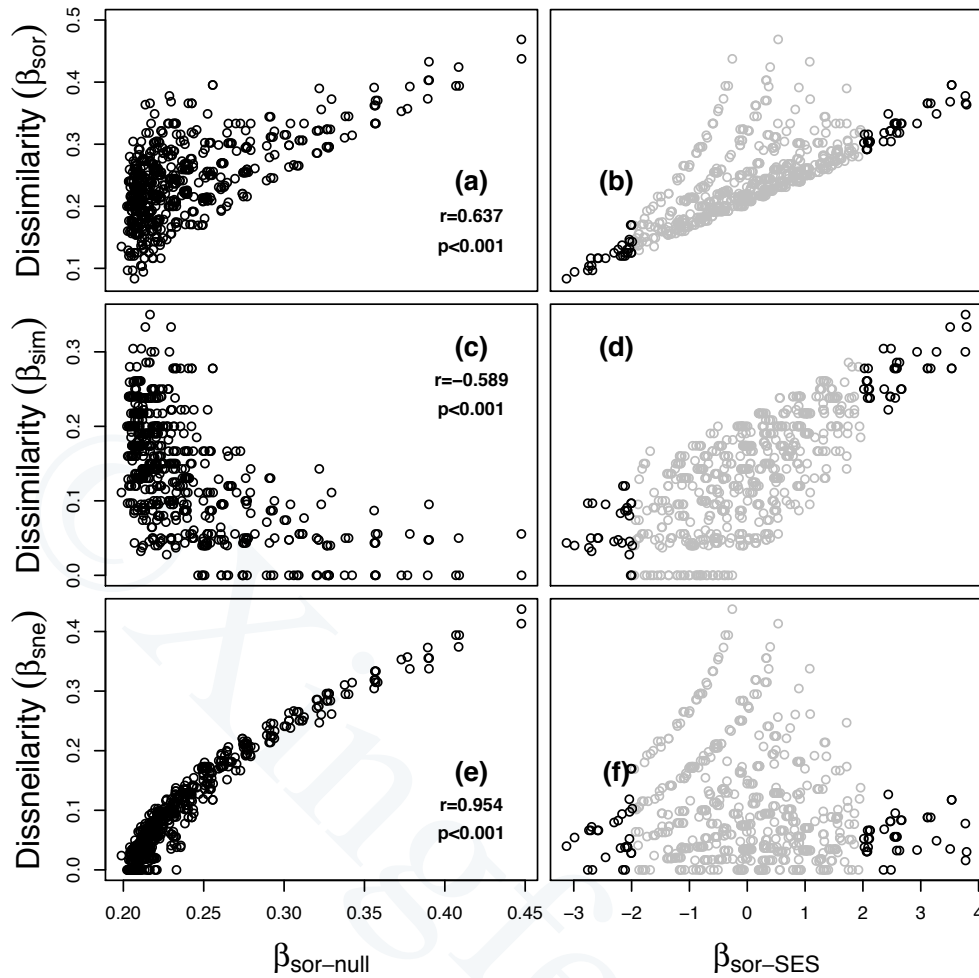 Dissimilarity (βsor)
0.1 0.2 0.3 0.4 0.5
(a)
r=0.637
p<0.001
(b)
Dissimilarity (βsim)
0.0 0.1 0.2 0.3
(c)
r=−0.589
p<0.001
(d)
Dissneilarity (βsne)
0.0 0.1 0.2 0.3 0.4
(e)
r=0.954
p<0.001
(f)
0.20 0.25 0.30 0.35 0.40 0.45
−3 −2 −1 0 1 2 3 4
βsor−null
βsor−SES